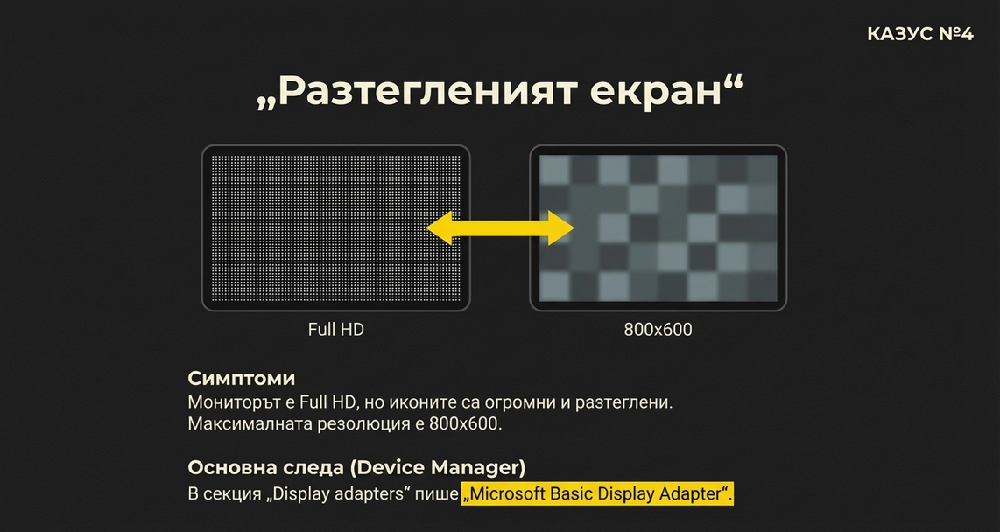 КАЗУС №4
„Разтегленият екран“
Full HD
800x600
Симптоми
Мониторът е Full HD, но иконите са огромни и разтеглени.
Максималната резолюция е 800x600.
Основна следа (Device Manager)
В секция „Display adapters“ пише „Microsoft Basic Display Adapter“.